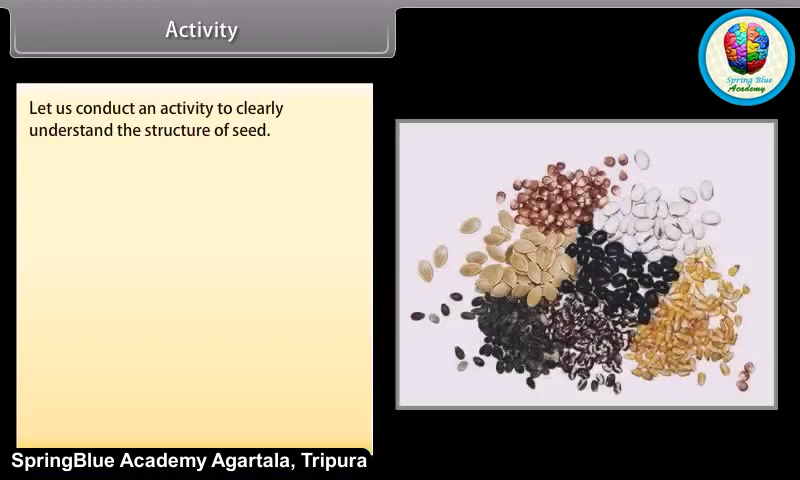 Activity
Spring Blue
Academy
Let us conduct an activity to clearly
understand the structure of seed.
SpringBlue Academy Agartala, Tripura